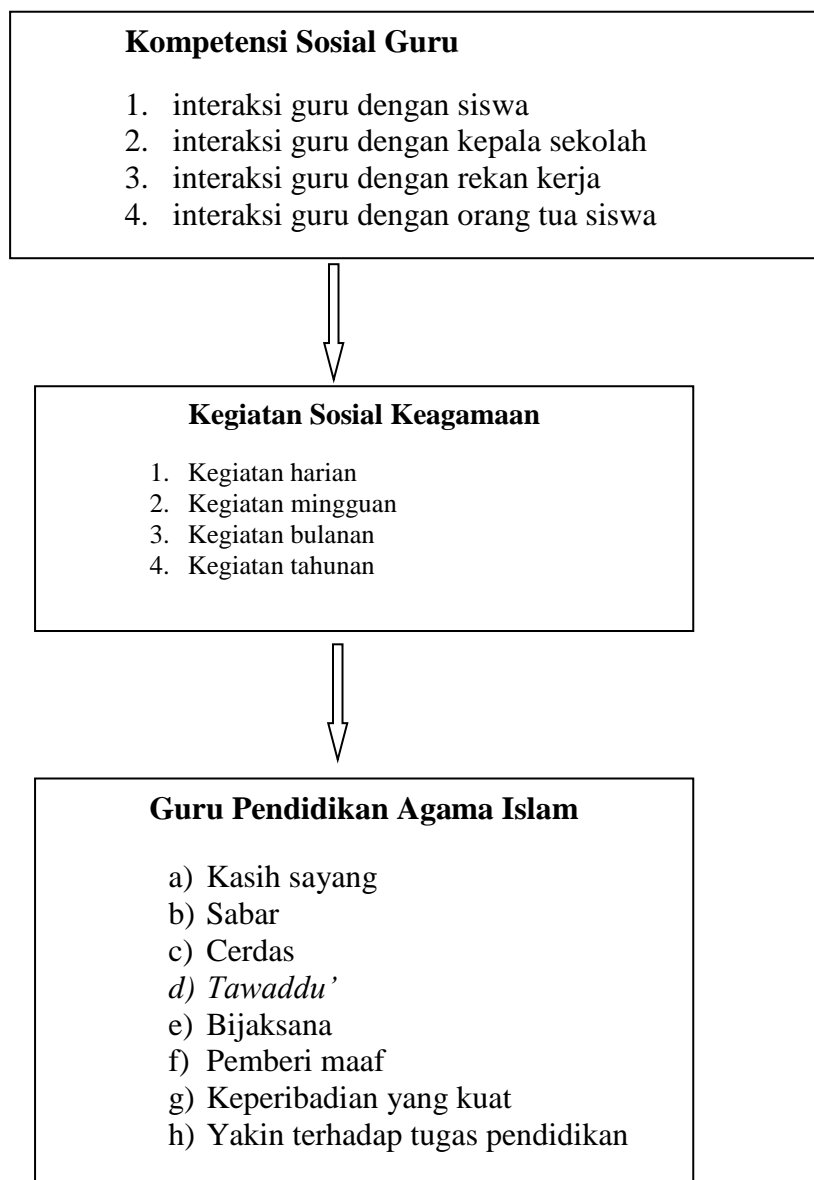 Kompetensi Sosial Guru
1. interaksi guru dengan siswa
2. interaksi guru dengan kepala sekolah
3. interaksi guru dengan rekan kerja
4. interaksi guru dengan orang tua siswa
Kegiatan Sosial Keagamaan
1. Kegiatan harian
2. Kegiatan mingguan
3. Kegiatan bulanan
4. Kegiatan tahunan
Guru Pendidikan Agama Islam
a) Kasih sayang
b) Sabar
c) Cerdas
d) Tawaddu’
e) Bijaksana
f) Pemberi maaf
g) Keperibadian yang kuat
h) Yakin terhadap tugas pendidikan